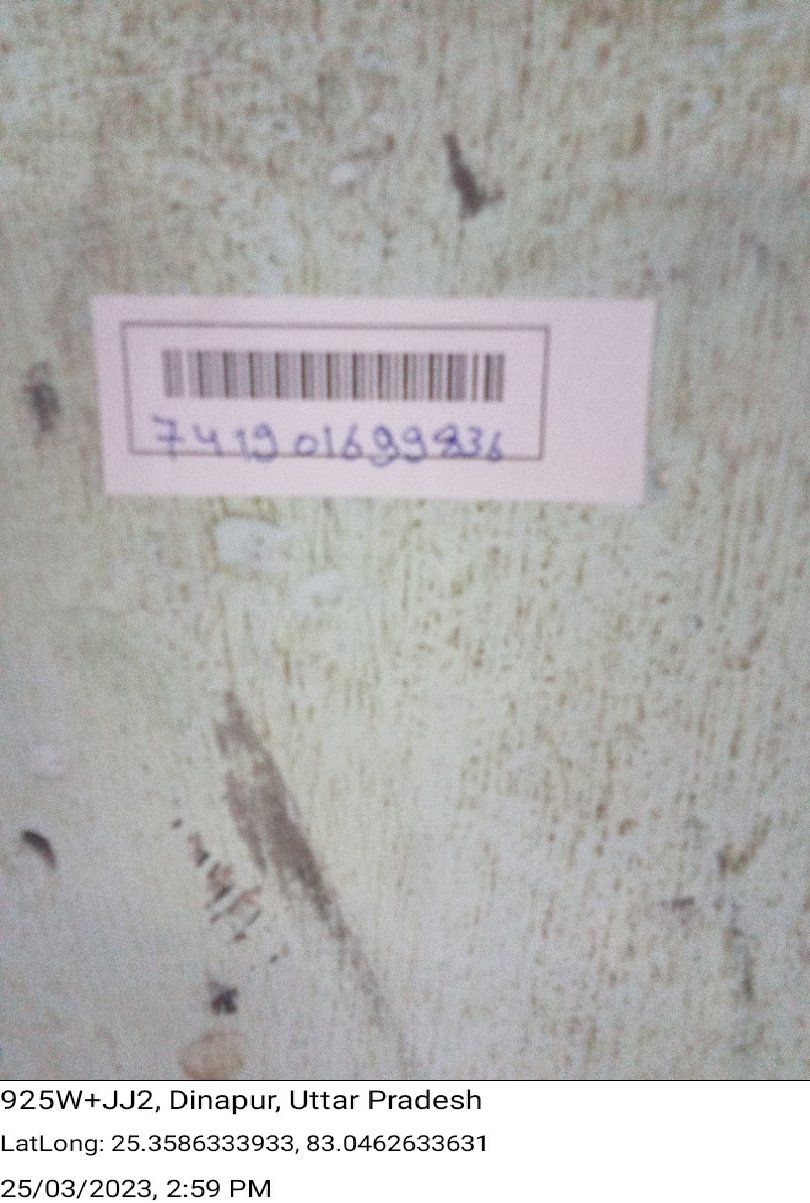 741901699836
925W+JJ2, Dinapur, Uttar Pradesh
LatLong: 25.3586333933, 83.0462633631
25/03/2023, 2:59 PM